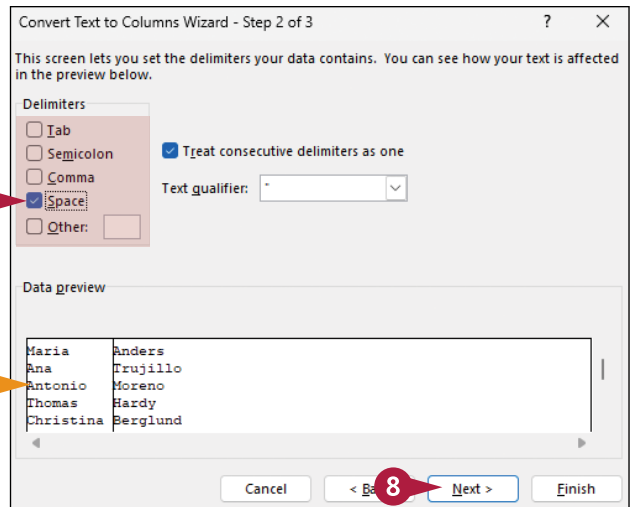 Convert Text to Columns Wizard - Step 2 of 3 ? ×
This screen lets you set the delimiters your data contains. You can see how your text is affected
in the preview below.
Delimiters
Tab
Semicolon
Comma
Space
Other:
Treat consecutive delimiters as one
Text qualifier: "
Data preview
Maria Anders
Ana Trujillo
Antonio Moreno
Thomas Hardy
Christina Berglund
Cancel < Ba 8 Next > Finish